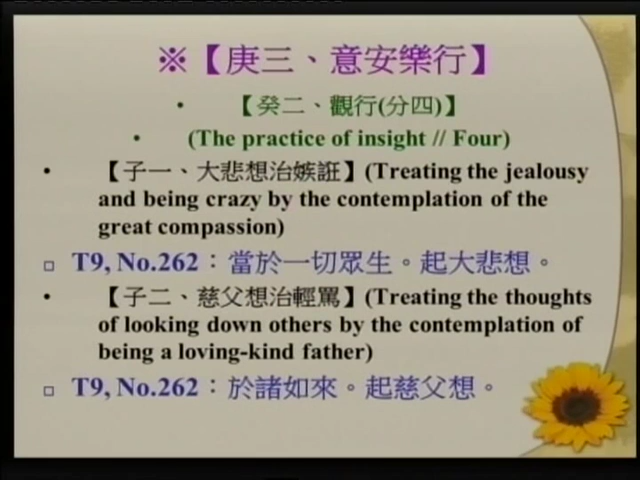 ※【庚三、意安樂行】
• 【癸二、觀行(分四)】
• (The practice of insight // Four)
• 【子一、大悲想治嫉誑】(Treating the jealousy
and being crazy by the contemplation of the
great compassion)
□ T9, No.262：當於一切眾生。起大悲想。
• 【子二、慈父想治輕罵】(Treating the thoughts
of looking down others by the contemplation of
being a loving-kind father)
□ T9, No.262：於諸如來。起慈父想。